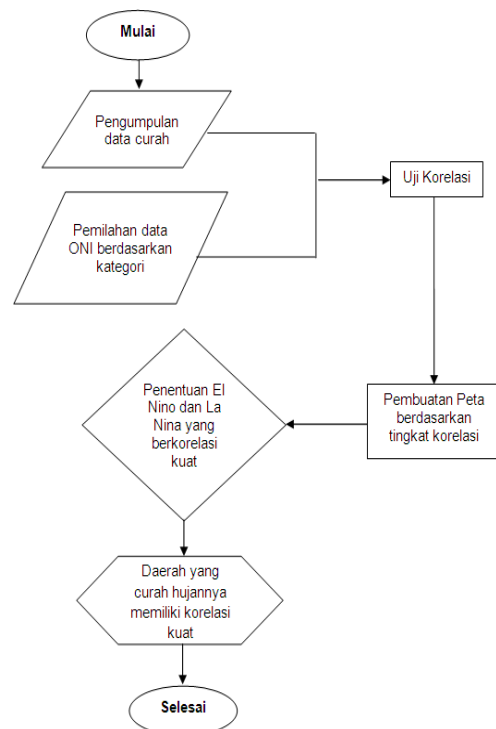 Mulai
Pengumpulan
data curah
Uji Korelasi
Pemilahan data
ONI berdasarkan
kategori
Pembuatan Peta
berdasarkan
tingkat korelasi
Penentuan El
Nino dan La
Nina yang
berkorelasi
kuat
Daerah yang
curah hujannya
memiliki korelasi
kuat
Selesai